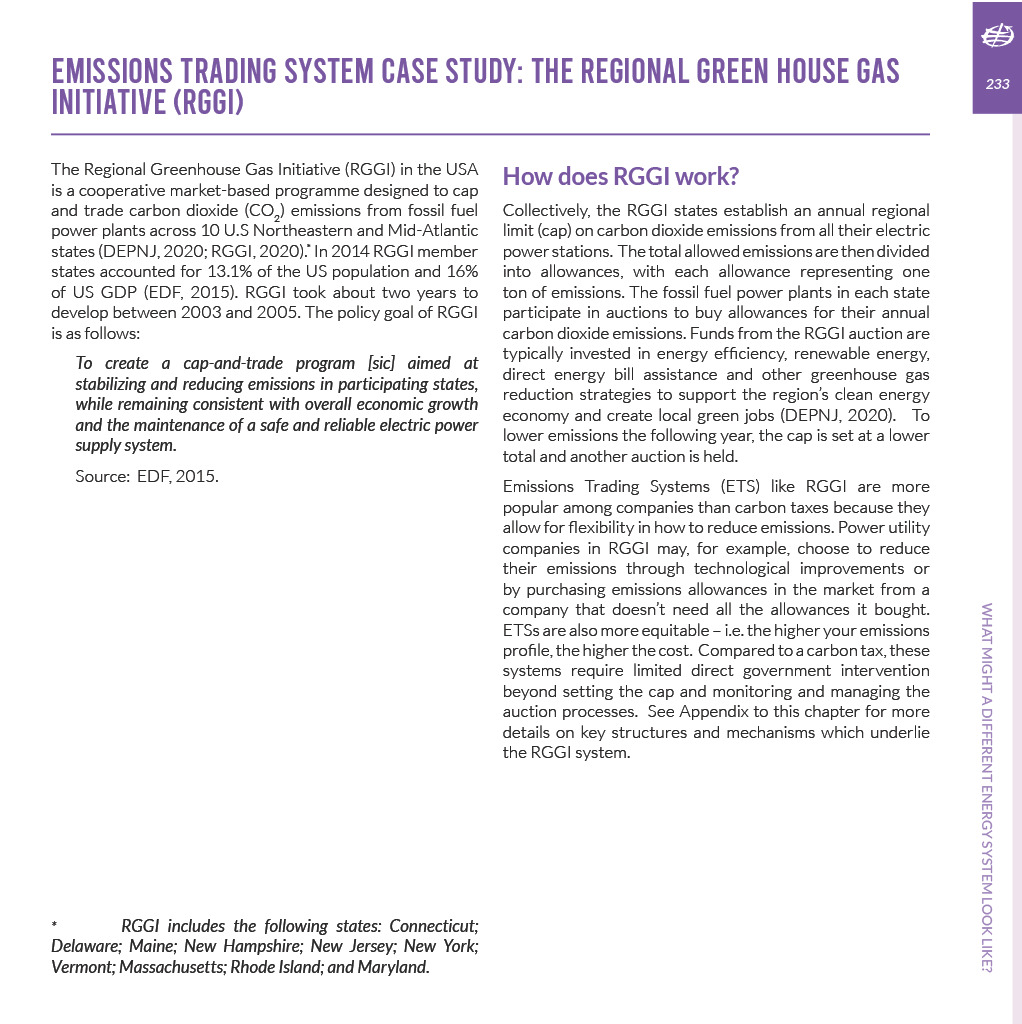 233
EMISSIONS TRADING SYSTEM CASE STUDY: THE REGIONAL GREEN HOUSE GAS
INITIATIVE (RGGI)
The Regional Greenhouse Gas Initiative (RGGI) in the USA
is a cooperative market-based programme designed to cap
and trade carbon dioxide (CO₂) emissions from fossil fuel
power plants across 10 U.S Northeastern and Mid-Atlantic
states (DEPNJ, 2020; RGGI, 2020).* In 2014 RGGI member
states accounted for 13.1% of the US population and 16%
of US GDP (EDF, 2015). RGGI took about two years to
develop between 2003 and 2005. The policy goal of RGGI
is as follows:
To create a cap-and-trade program [sic] aimed at
stabilizing and reducing emissions in participating states,
while remaining consistent with overall economic growth
and the maintenance of a safe and reliable electric power
supply system.
Source: EDF, 2015.
* RGGI includes the following states: Connecticut;
Delaware; Maine; New Hampshire; New Jersey; New York;
Vermont; Massachusetts; Rhode Island; and Maryland.
How does RGGI work?
Collectively, the RGGI states establish an annual regional
limit (cap) on carbon dioxide emissions from all their electric
power stations. The total allowed emissions are then divided
into allowances, with each allowance representing one
ton of emissions. The fossil fuel power plants in each state
participate in auctions to buy allowances for their annual
carbon dioxide emissions. Funds from the RGGI auction are
typically invested in energy efficiency, renewable energy,
direct energy bill assistance and other greenhouse gas
reduction strategies to support the region's clean energy
economy and create local green jobs (DEPNJ, 2020). To
lower emissions the following year, the cap is set at a lower
total and another auction is held.
Emissions Trading Systems (ETS) like RGGI are more
popular among companies than carbon taxes because they
allow for flexibility in how to reduce emissions. Power utility
companies in RGGI may, for example, choose to reduce
their emissions through technological improvements or
by purchasing emissions allowances in the market from a
company that doesn't need all the allowances it bought.
ETSs are also more equitable – i.e. the higher your emissions
profile, the higher the cost. Compared to a carbon tax, these
systems require limited direct government intervention
beyond setting the cap and monitoring and managing the
auction processes. See Appendix to this chapter for more
details on key structures and mechanisms which underlie
the RGGI system.
WHAT MIGHT A DIFFERENT ENERGY SYSTEM LOOK LIKE?